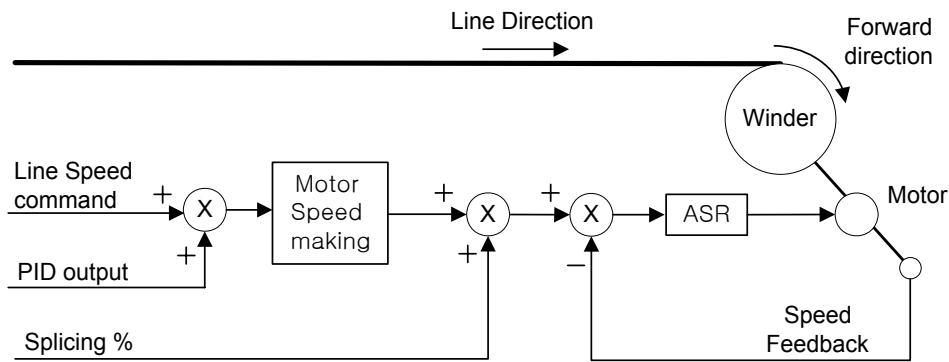 Line Direction
Forward
direction
Winder
Line Speed
command
+
+
X
Motor
Speed
making
+
+
X
+
−
X
ASR
Motor
PID output
Splicing %
Speed
Feedback